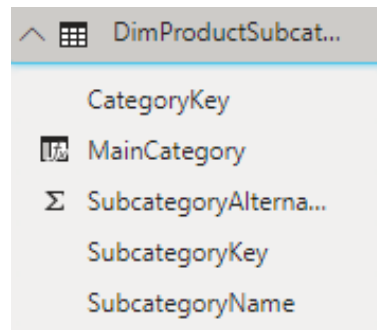 DimProductSubcat...
CategoryKey
MainCategory
SubcategoryAlterna...
SubcategoryKey
SubcategoryName